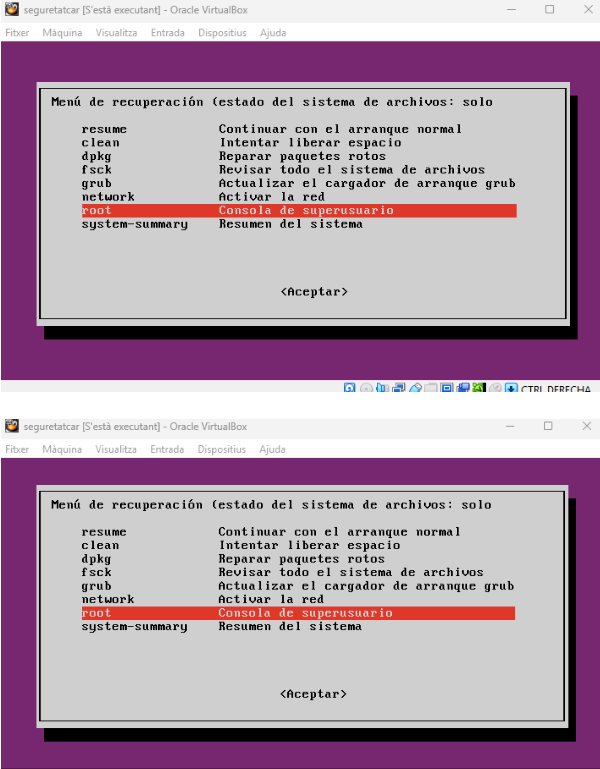 seguretatcar [S'està executant] - Oracle VirtualBox
Fitxer Màquina Visualitza Entrada Dispositius Ajuda
Menú de recuperación (estado del sistema de archivos: solo
resume Continuar con el arranque normal
clean Intentar liberar espacio
dpkg Reparar paquetes rotos
fsck Revisar todo el sistema de archivos
grub Actualizar el cargador de arranque grub
network Activar la red
root Consola de superusuario
system-summary Resumen del sistema
<Aceptar>
CTRL DERECHA
seguretatcar [S'està executant] - Oracle VirtualBox
Fitxer Màquina Visualitza Entrada Dispositius Ajuda
Menú de recuperación (estado del sistema de archivos: solo
resume Continuar con el arranque normal
clean Intentar liberar espacio
dpkg Reparar paquetes rotos
fsck Revisar todo el sistema de archivos
grub Actualizar el cargador de arranque grub
network Activar la red
root Consola de superusuario
system-summary Resumen del sistema
<Aceptar>